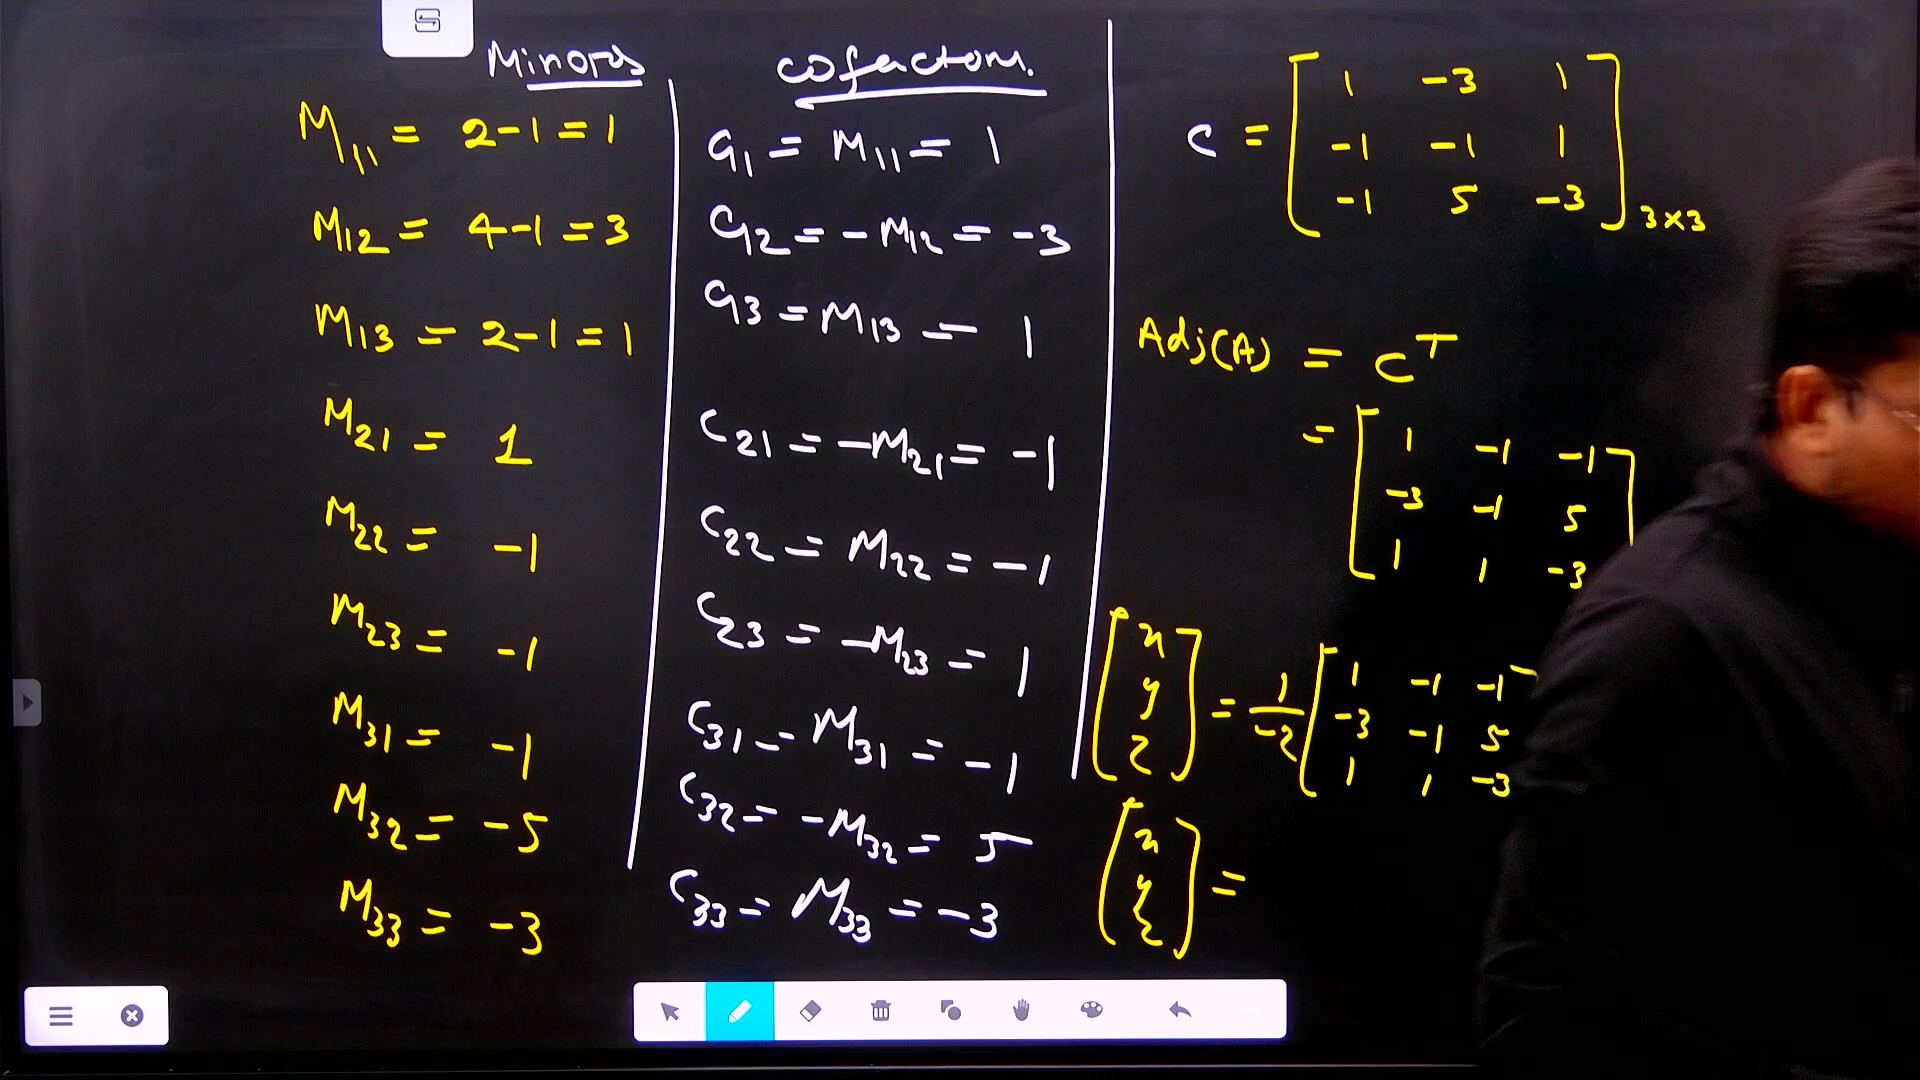 Minors
M11 = 2-1 = 1
M12 = 4-1 = 3
M13 = 2-1 = 1
M21 = 1
M22 = -1
M23 = -1
M31 = -1
M32 = -5
M33 = -3
cofactors.
C11 = M11 = 1
C12 = -M12 = -3
C13 = M13 = 1
C21 = -M21 = -1
C22 = M22 = -1
C23 = -M23 = 1
C31 = M31 = -1
C32 = -M32 = 5
C33 = M33 = -3
C = [ 1 -3 1
-1 -1 1
-1 5 -3 ] 3×3
Adj(A) = C^T
= [ 1 -1 -1
-3 -1 5
1 1 -3
[ x y z ] = 1/-2 [ 1 -1 -1
-3 -1 5
1 1 -3
[ x y z ] =